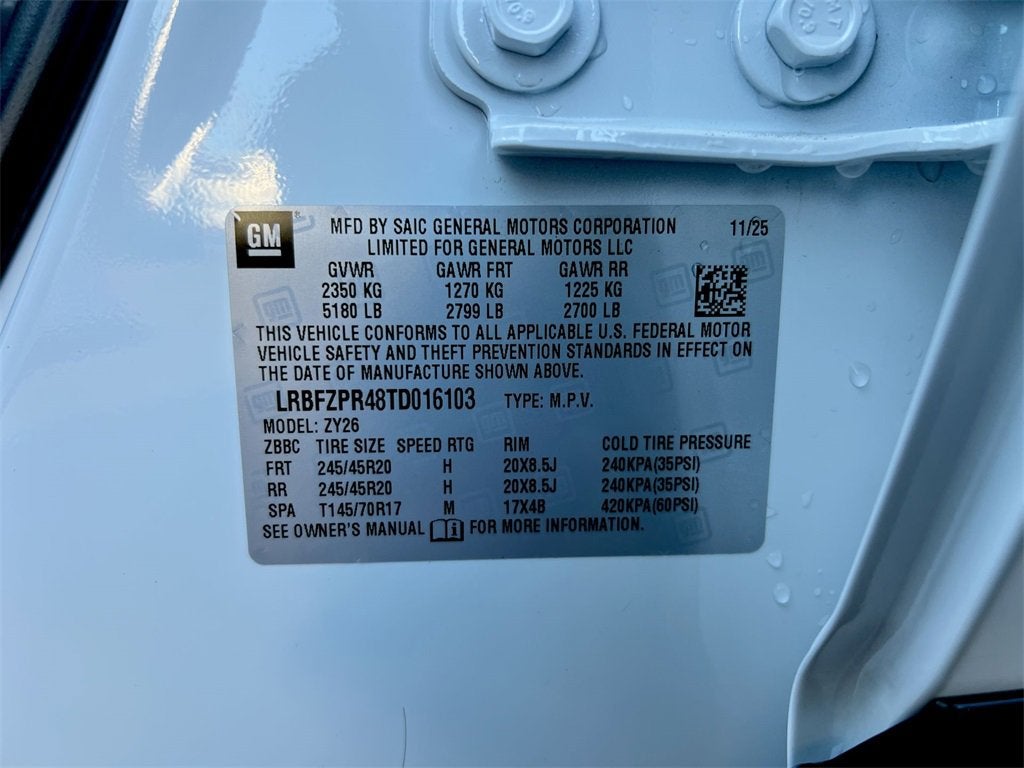 GM
MFD BY SAIC GENERAL MOTORS CORPORATION 11/25
LIMITED FOR GENERAL MOTORS LLC
GVWR GAWR FRT GAWR RR
2350 KG 1270 KG 1225 KG
5180 LB 2799 LB 2700 LB
THIS VEHICLE CONFORMS TO ALL APPLICABLE U.S. FEDERAL MOTOR
VEHICLE SAFETY AND THEFT PREVENTION STANDARDS IN EFFECT ON
THE DATE OF MANUFACTURE SHOWN ABOVE.
LRBFZPR48TD016103 TYPE: M.P.V.
MODEL: ZY26
ZBBC TIRE SIZE SPEED RTG RIM COLD TIRE PRESSURE
FRT 245/45R20 H 20X8.5J 240KPA(35PSI)
RR 245/45R20 H 20X8.5J 240KPA(35PSI)
SPA T145/70R17 M 17X4B 420KPA(60PSI)
SEE OWNER'S MANUAL FOR MORE INFORMATION.